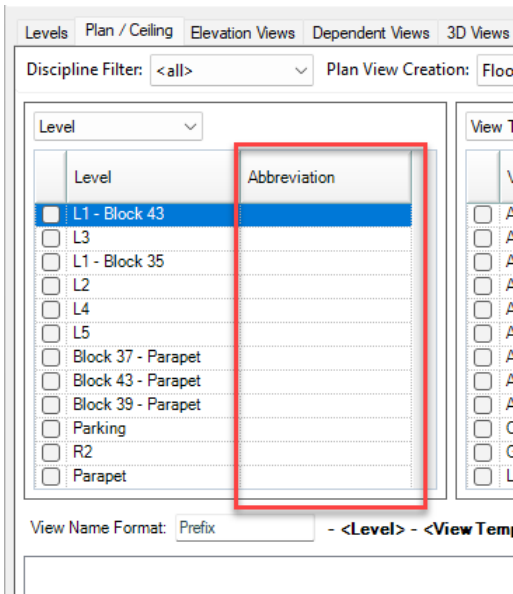 Levels Plan / Ceiling Elevation Views Dependent Views 3D Views
Discipline Filter: <all> Plan View Creation: Floo
Level View T
Level Abbreviation V
L1 - Block 43 A
L3 A
L1 - Block 35 A
L2 A
L4 A
L5 A
Block 37 - Parapet A
Block 43 - Parapet A
Block 39 - Parapet A
Parking C
R2 G
Parapet L
View Name Format: Prefix - <Level> - <View Temp